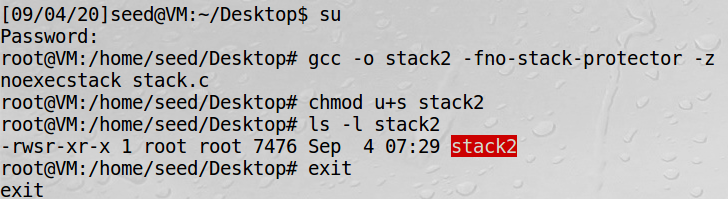 [09/04/20]seed@VM:~/Desktop$ su
Password:
root@VM:/home/seed/Desktop# gcc -o stack2 -fno-stack-protector -z
noexecstack stack.c
root@VM:/home/seed/Desktop# chmod u+s stack2
root@VM:/home/seed/Desktop# ls -l stack2
-rwsr-xr-x 1 root root 7476 Sep  4 07:29 stack2
root@VM:/home/seed/Desktop# exit
exit